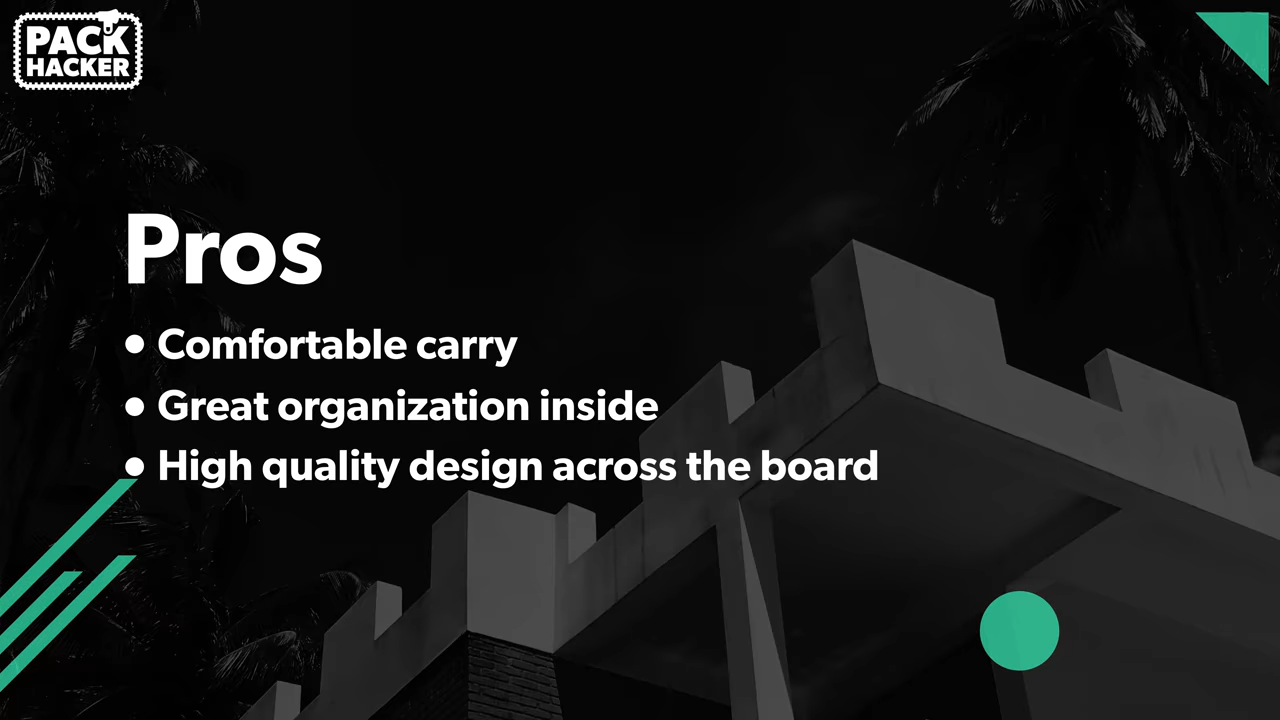 PACK
HACKER
Pros
• Comfortable carry
• Great organization inside
• High quality design across the board